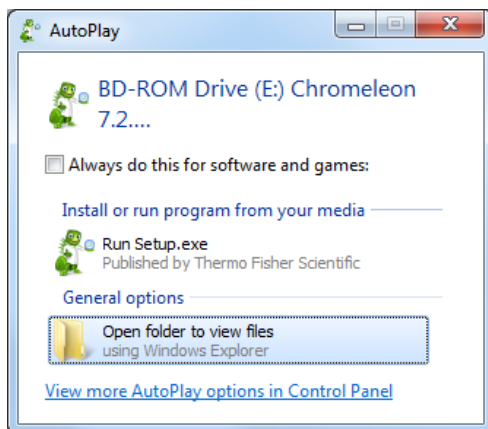 AutoPlay
BD-ROM Drive (E:) Chromeleon
7.2....
Always do this for software and games:
Install or run program from your media
Run Setup.exe
Published by Thermo Fisher Scientific
General options
Open folder to view files
using Windows Explorer
View more AutoPlay options in Control Panel